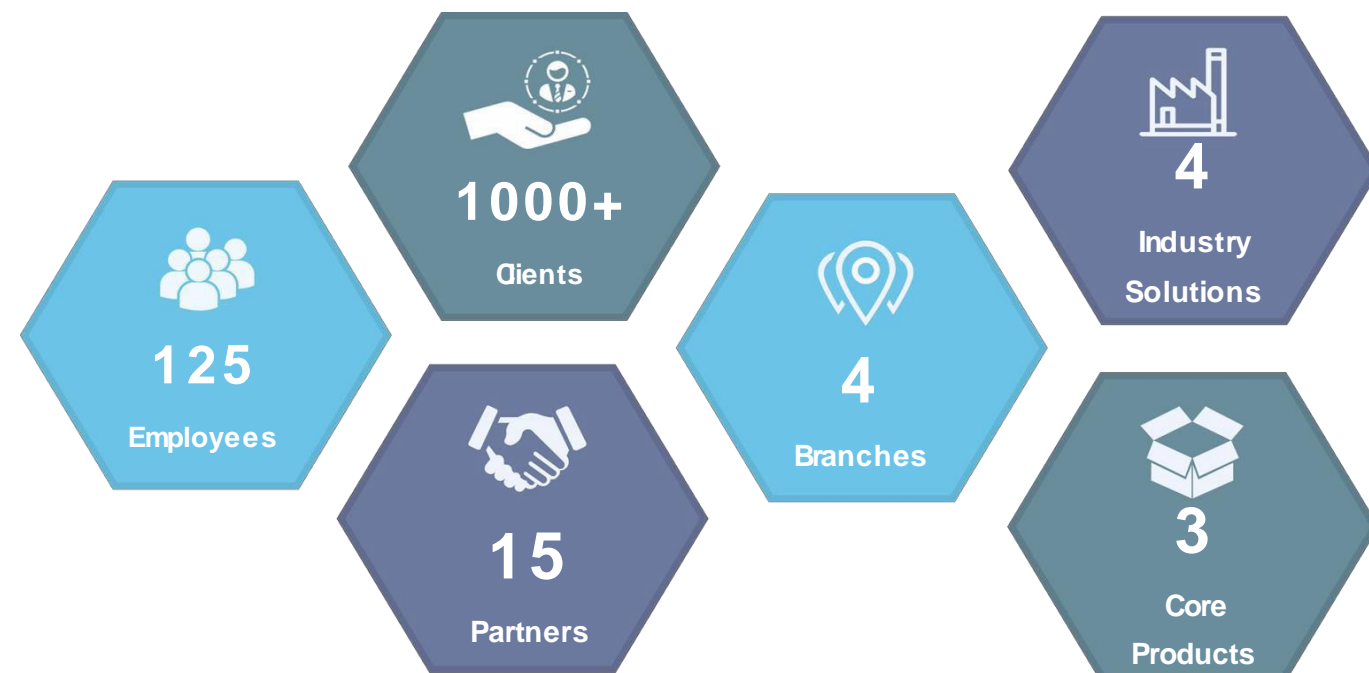 125
Employees
1000+
Clients
15
Partners
4
Branches
4
Industry
Solutions
3
Core
Products